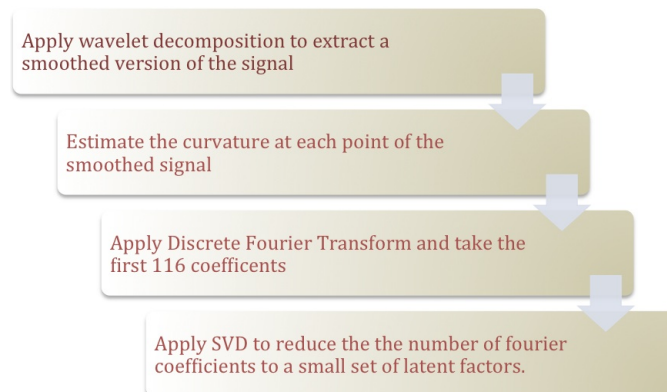 Apply wavelet decomposition to extract a
smoothed version of the signal
Estimate the curvature at each point of the
smoothed signal
Apply Discrete Fourier Transform and take the
first 116 coefficents
Apply SVD to reduce the the number of fourier
coefficients to a small set of latent factors.